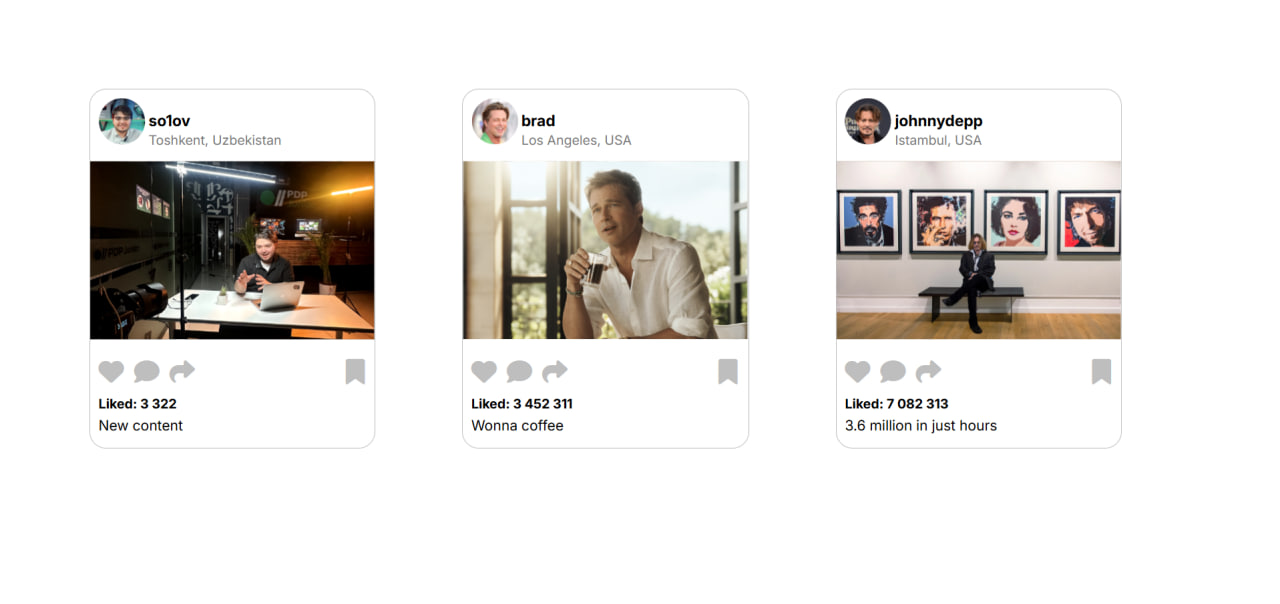 so1ov
Toshkent, Uzbekistan
PDP
Liked: 3 322
New content
brad
Los Angeles, USA
Liked: 3 452 311
Wonna coffee
johnnydepp
Istambul, USA
Liked: 7 082 313
3.6 million in just hours